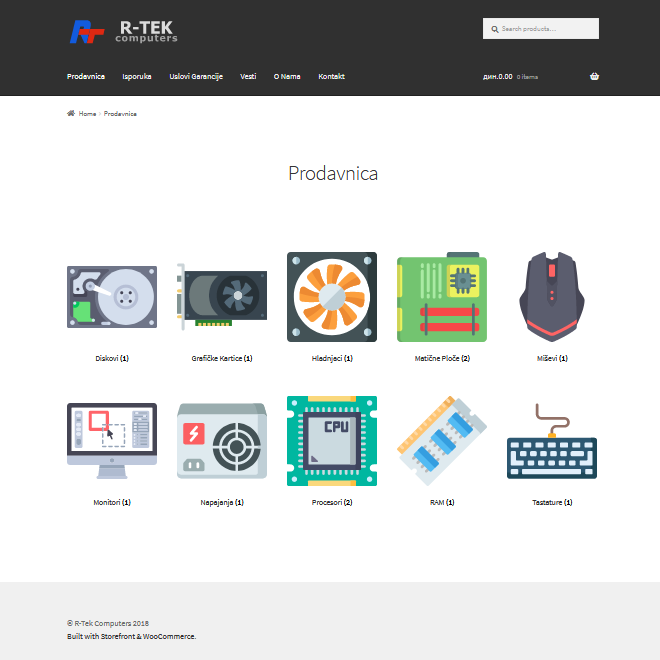 R-TEK
computers
Search products...
Prodavnica Isporuka Uslovi Garancije Vesti O Nama Kontakt
дин.0.00 0 items
Home › Prodavnica
Prodavnica
Diskovi (1) Grafičke Kartice (1) Hladnjaci (1) Matične Ploče (2) Miševi (1)
CPU
Monitori (1) Napajanja (1) Procesori (2) RAM (1) Tastature (1)
© R-Tek Computers 2018
Built with Storefront & WooCommerce.